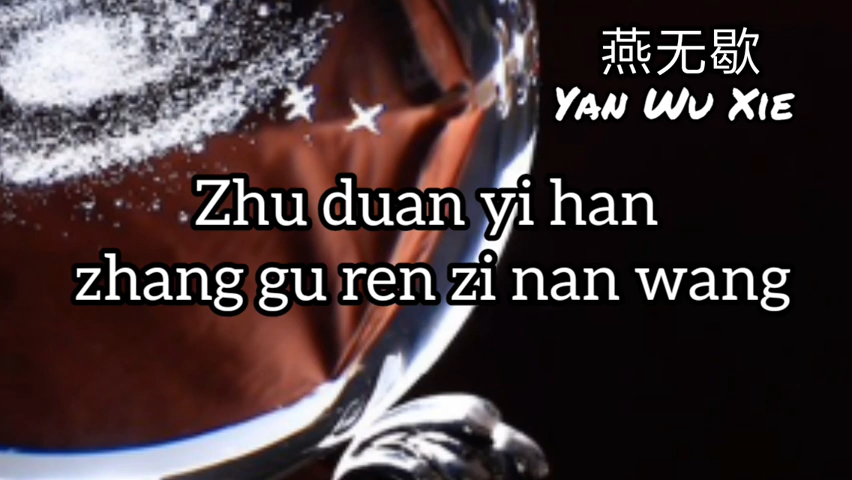 燕无歇
Yan Wu Xie
Zhu duan yi han
zhang gu ren zi nan wang